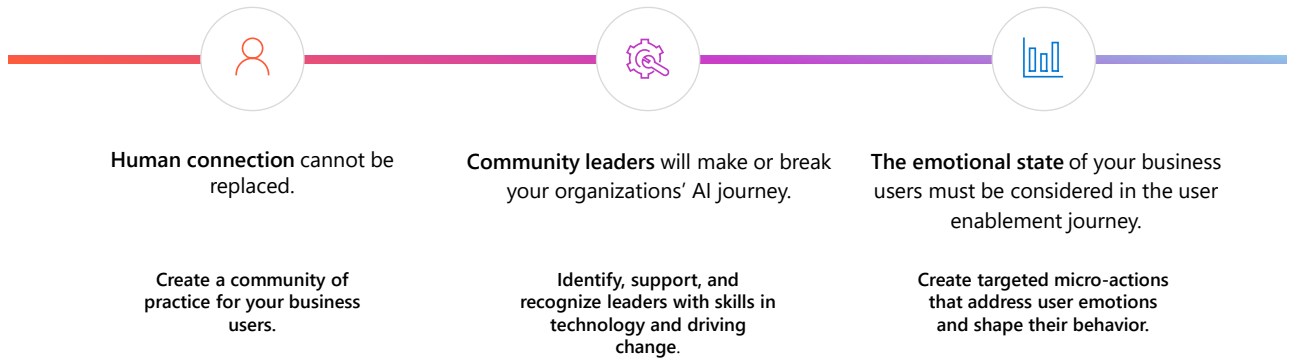 Human connection cannot be
replaced.
Community leaders will make or break
your organizations’ AI journey.
The emotional state of your business
users must be considered in the user
enablement journey.
Create a community of
practice for your business
users.
Identify, support, and
recognize leaders with skills in
technology and driving
change.
Create targeted micro-actions
that address user emotions
and shape their behavior.